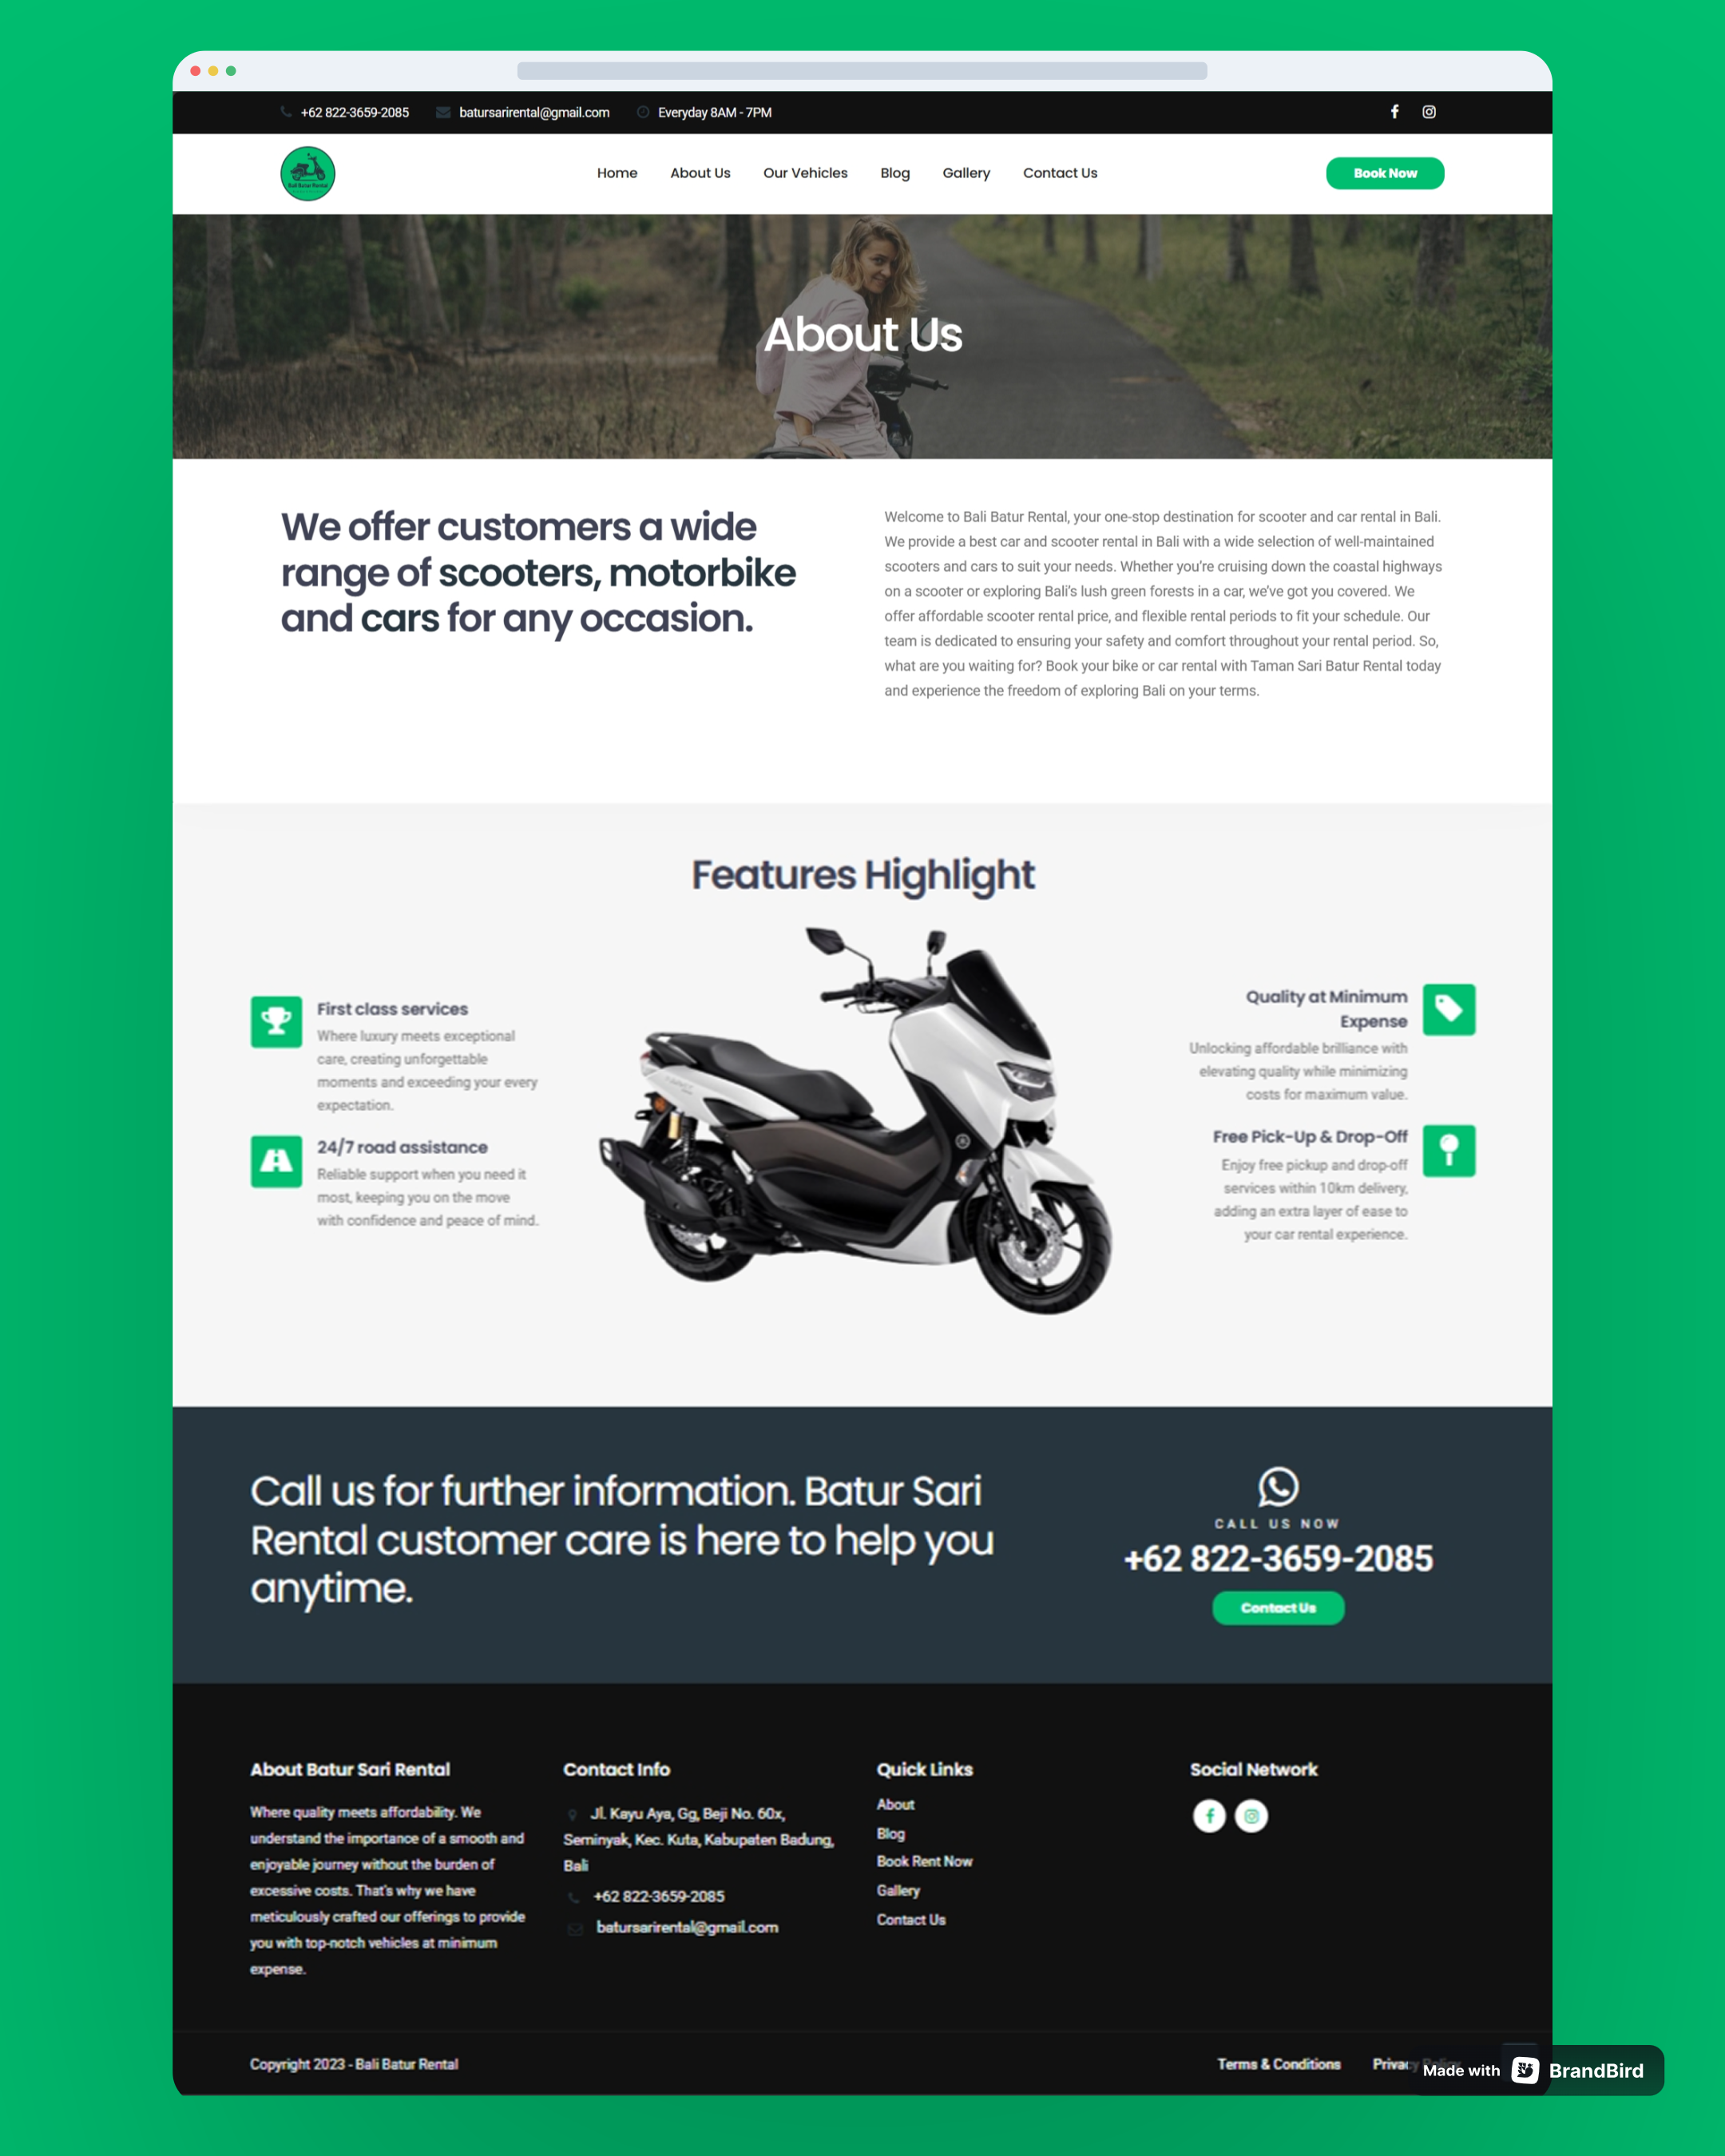 +62 822-3659-2085
batursarirental@gmail.com
Everyday 8AM - 7PM
Bali Batur Rental
Home
About Us
Our Vehicles
Blog
Gallery
Contact Us
Book Now
About Us
We offer customers a wide
range of scooters, motorbike
and cars for any occasion.
Welcome to Bali Batur Rental, your one-stop destination for scooter and car rental in Bali.
We provide a best car and scooter rental in Bali with a wide selection of well-maintained
scooters and cars to suit your needs. Whether you're cruising down the coastal highways
on a scooter or exploring Bali's lush green forests in a car, we've got you covered. We
offer affordable scooter rental price, and flexible rental periods to fit your schedule. Our
team is dedicated to ensuring your safety and comfort throughout your rental period. So,
what are you waiting for? Book your bike or car rental with Taman Sari Batur Rental today
and experience the freedom of exploring Bali on your terms.
Features Highlight
First class services
Where luxury meets exceptional
care, creating unforgettable
moments and exceeding your every
expectation.
24/7 road assistance
Reliable support when you need it
most, keeping you on the move
with confidence and peace of mind.
Quality at Minimum
Expense
Unlocking affordable brilliance with
elevating quality while minimizing
costs for maximum value.
Free Pick-Up & Drop-Off
Enjoy free pickup and drop-off
services within 10km delivery,
adding an extra layer of ease to
your car rental experience.
Call us for further information. Batur Sari
Rental customer care is here to help you
anytime.
CALL US NOW
+62 822-3659-2085
Contact Us
About Batur Sari Rental
Where quality meets affordability. We
understand the importance of a smooth and
enjoyable journey without the burden of
excessive costs. That's why we have
meticulously crafted our offerings to provide
you with top-notch vehicles at minimum
expense.
Contact Info
Jl. Kayu Aya, Gg, Beji No. 60x,
Seminyak, Kec. Kuta, Kabupaten Badung,
Bali
+62 822-3659-2085
batursarirental@gmail.com
Quick Links
About
Blog
Book Rent Now
Gallery
Contact Us
Social Network
Copyright 2023 - Bali Batur Rental
Terms & Conditions
Privacy Policy
Made with BrandBird